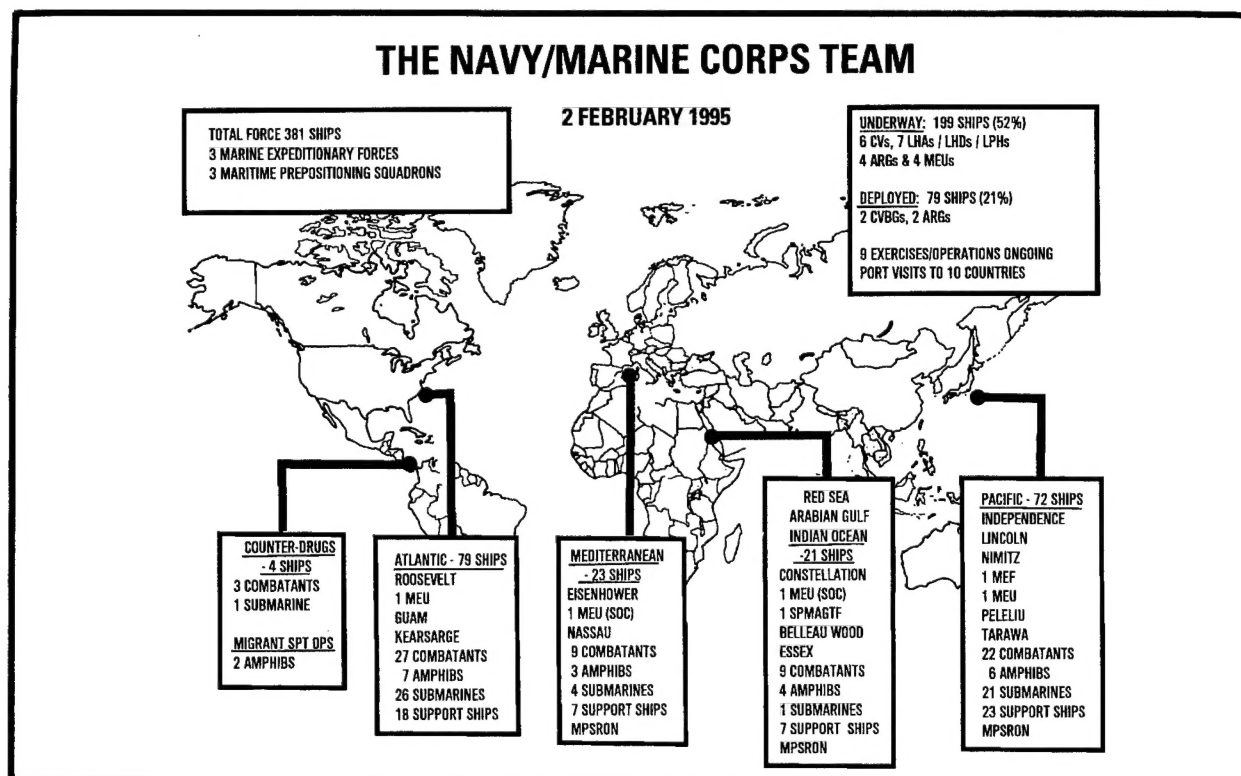 THE NAVY/MARINE CORPS TEAM
2 FEBRUARY 1995
TOTAL FORCE 381 SHIPS
3 MARINE EXPEDITIONARY FORCES
3 MARITIME PREPOSITIONING SQUADRONS
UNDERWAY: 199 SHIPS (52%)
6 CVs, 7 LHAs / LHDs / LPHs
4 ARGs & 4 MEUs
DEPLOYED: 79 SHIPS (21%)
2 CVBGs, 2 ARGs
9 EXERCISES/OPERATIONS ONGOING
PORT VISITS TO 10 COUNTRIES
COUNTER-DRUGS
- 4 SHIPS
3 COMBATANTS
1 SUBMARINE
MIGRANT SPT OPS
2 AMPHIBS
ATLANTIC - 79 SHIPS
ROOSEVELT
1 MEU
GUAM
KEARSARGE
27 COMBATANTS
7 AMPHIBS
26 SUBMARINES
18 SUPPORT SHIPS
MEDITERRANEAN
- 23 SHIPS
EISENHOWER
1 MEU (SOC)
NASSAU
9 COMBATANTS
3 AMPHIBS
4 SUBMARINES
7 SUPPORT SHIPS
MPSRON
RED SEA
ARABIAN GULF
INDIAN OCEAN
-21 SHIPS
CONSTELLATION
1 MEU (SOC)
1 SPMAGTF
BELLEAU WOOD
ESSEX
9 COMBATANTS
4 AMPHIBS
1 SUBMARINES
7 SUPPORT SHIPS
MPSRON
PACIFIC - 72 SHIPS
INDEPENDENCE
LINCOLN
NIMITZ
1 MEF
1 MEU
PELELIU
TARAWA
22 COMBATANTS
6 AMPHIBS
21 SUBMARINES
23 SUPPORT SHIPS
MPSRON